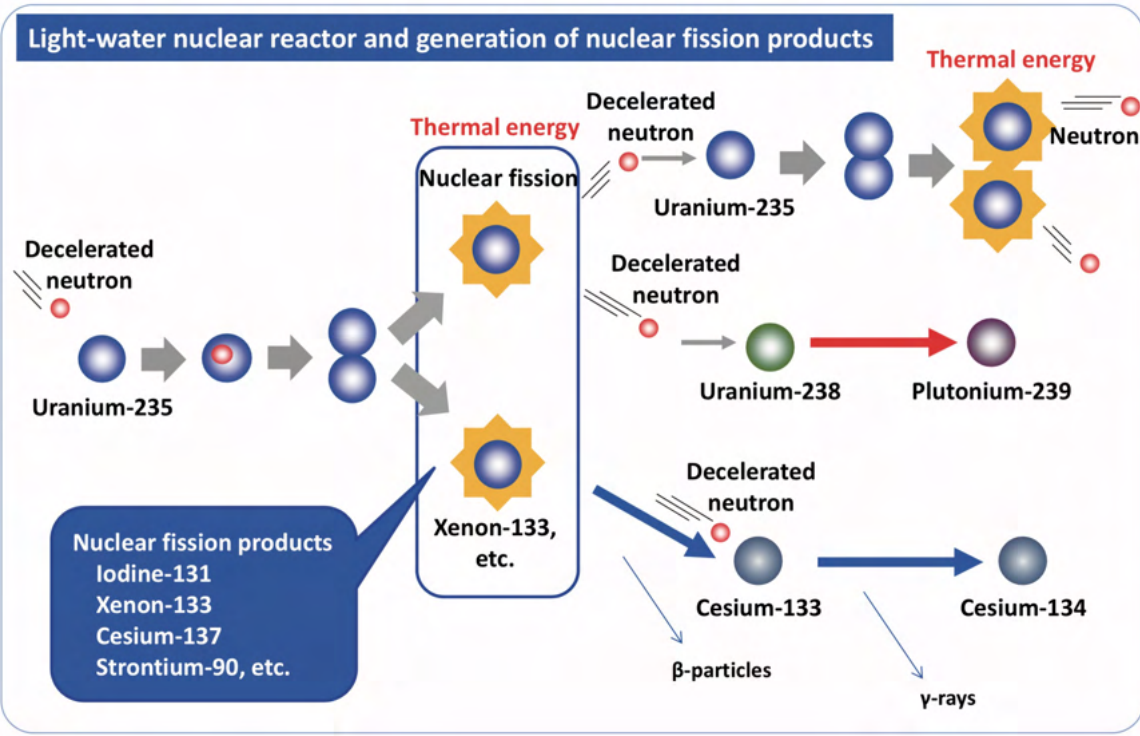 Light-water nuclear reactor and generation of nuclear fission products
Thermal energy
Decelerated
neutron
Thermal energy
Neutron
Nuclear fission
Uranium-235
Decelerated
neutron
Decelerated
neutron
Uranium-235
Uranium-238
Plutonium-239
Decelerated
neutron
Xenon-133,
etc.
Nuclear fission products
Iodine-131
Xenon-133
Cesium-137
Strontium-90, etc.
Cesium-133
Cesium-134
β-particles
γ-rays